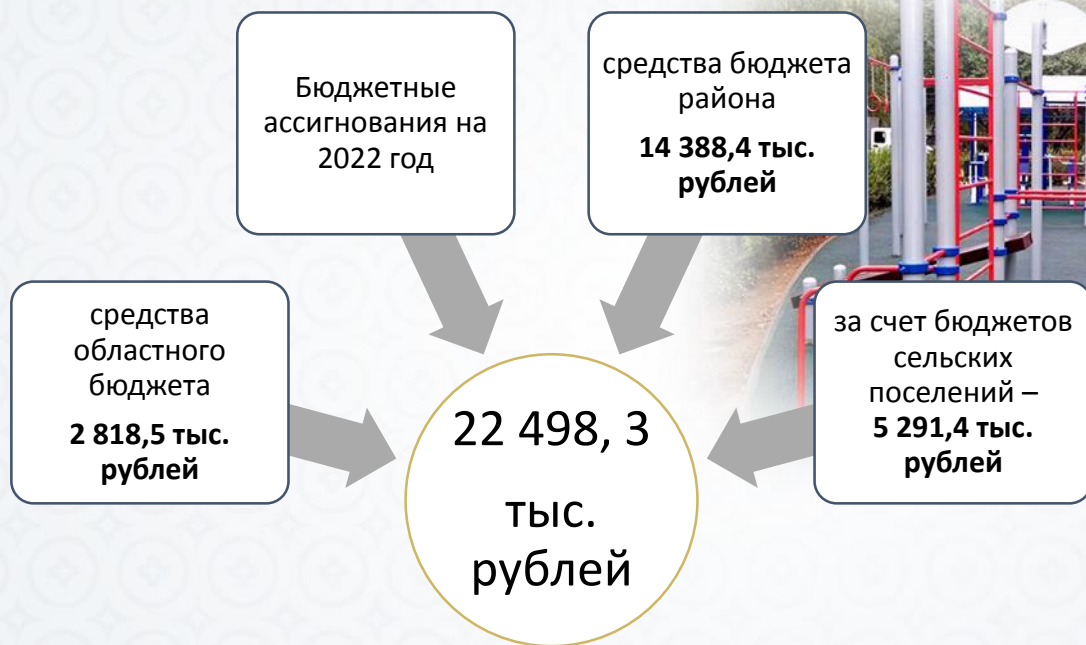 Бюджетные
ассигнования на
2022 год
средства бюджета
района
14 388,4 тыс.
рублей
средства
областного
бюджета
2 818,5 тыс.
рублей
за счет бюджетов
сельских
поселений –
5 291,4 тыс.
рублей
22 498, 3
тыс.
рублей